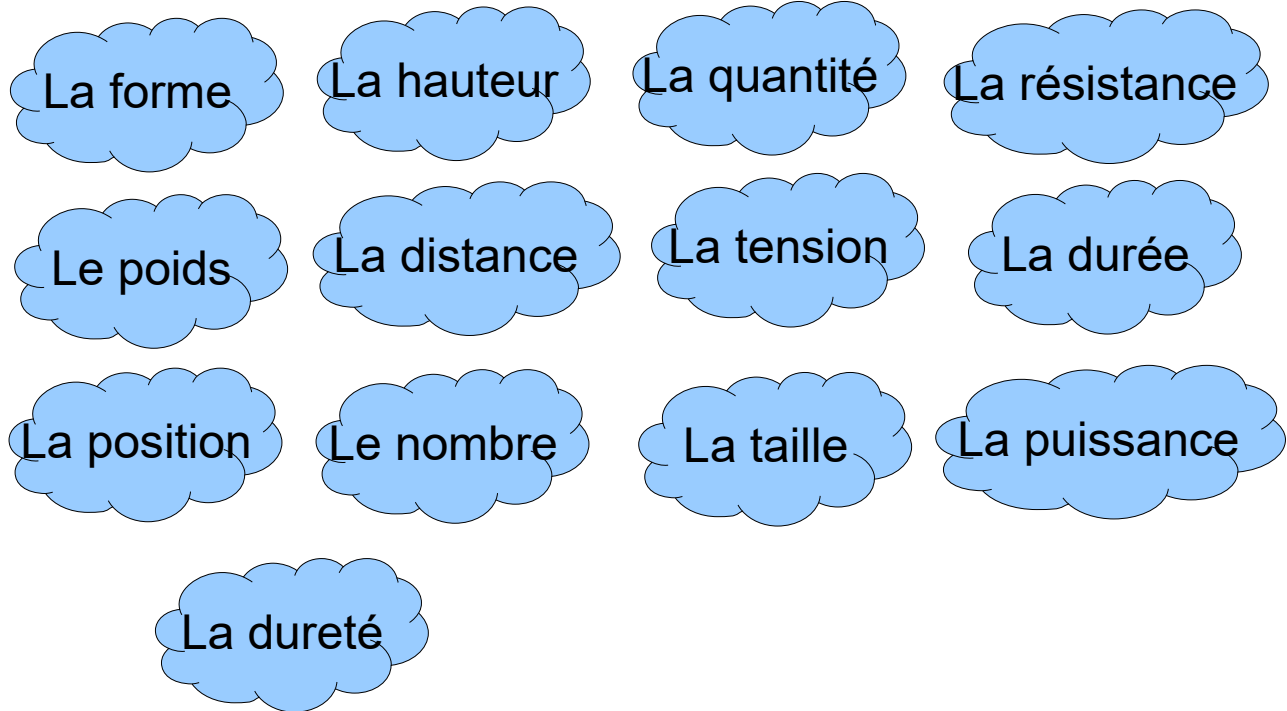 La forme
La hauteur
La quantité
La résistance
Le poids
La distance
La tension
La durée
La position
Le nombre
La taille
La puissance
La dureté